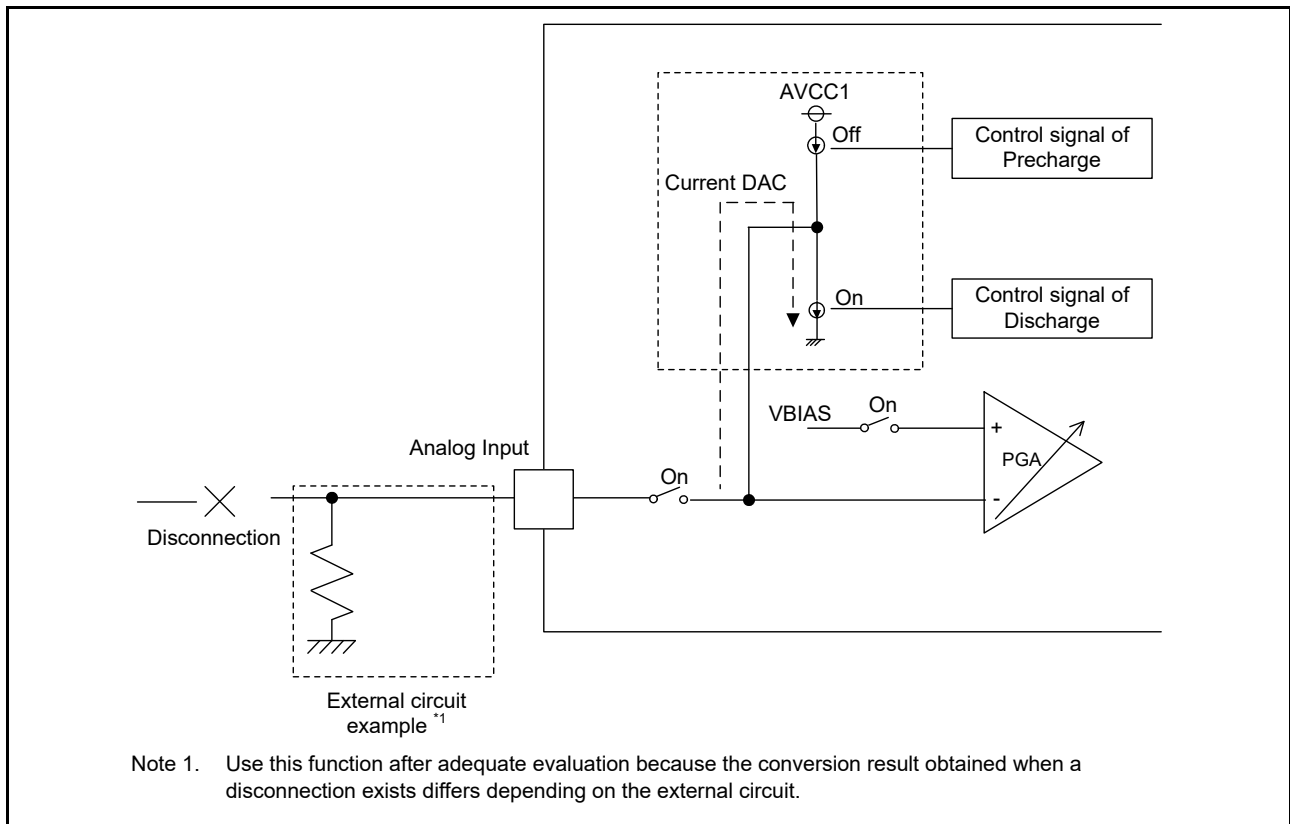 AVCC1
Off
Control signal of
Precharge
Current DAC
On
Control signal of
Discharge
VBIAS
On
+
PGA
-
Analog Input
On
Disconnection
External circuit
example *1
Note 1. Use this function after adequate evaluation because the conversion result obtained when a
disconnection exists differs depending on the external circuit.